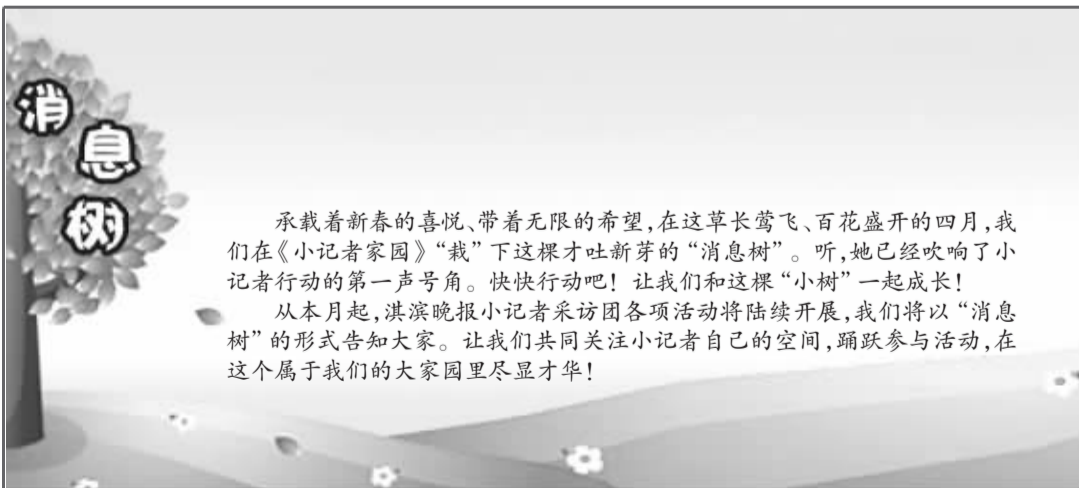 消
息
树
承载着新春的喜悦、带着无限的希望,在这草长莺飞、百花盛开的四月,我
们在《小记者家园》“栽”下这棵才吐新芽的“消息树”。听,她已经吹响了小
记者行动的第一声号角。快快行动吧！让我们和这棵“小树”一起成长！
从本月起,淇滨晚报小记者采访团各项活动将陆续开展,我们将以“消息
树”的形式告知大家。让我们共同关注小记者自己的空间,踊跃参与活动,在
这个属于我们的大家园里尽显才华！